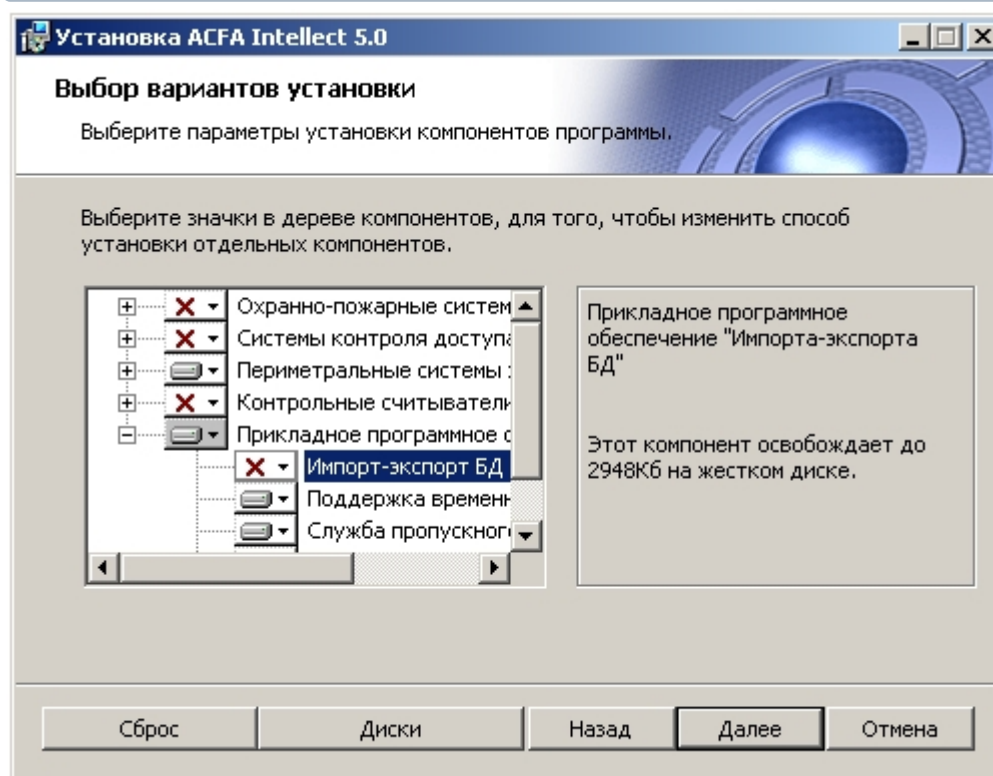 Установка ACFA Intellect 5.0
Выбор вариантов установки
Выберите параметры установки компонентов программы.
Выберите значки в дереве компонентов, для того, чтобы изменить способ
установки отдельных компонентов.
Охранно-пожарные систем
Системы контроля доступа
Периметральные системы
Контрольные считыватели
Прикладное программное о
Импорт-экспорт БД
Поддержка времен
Служба пропускного
Прикладное программное
обеспечение "Импорта-экспорта
БД"
Этот компонент освобождает до
2948Кб на жестком диске.
Сброс
Диски
Назад
Далее
Отмена